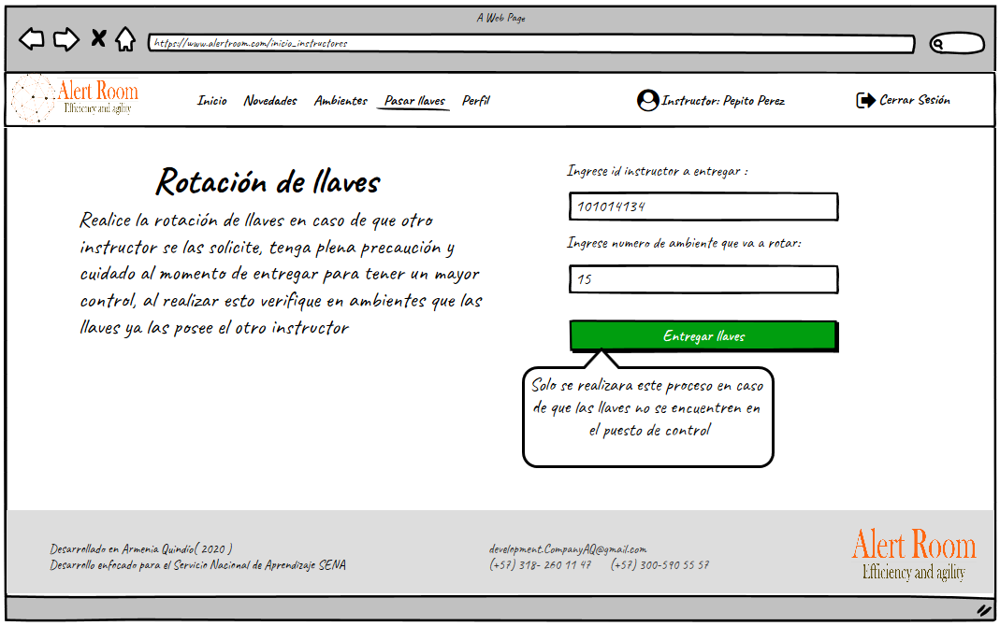 A Web Page
https://www.alertroom.com/inicio_instructores
Alert Room
Efficiency and agility
Inicio Novedades Ambientes Pasar llaves Perfil
Instructor: Pepito Perez
Cerrar Sesión
Rotación de llaves
Realice la rotación de llaves en caso de que otro
instructor se las solicite, tenga plena precaución y
cuidado al momento de entregar para tener un mayor
control, al realizar esto verifique en ambientes que las
llaves ya las posee el otro instructor
Ingrese id instructor a entregar :
101014134
Ingrese numero de ambiente que va a rotar:
15
Entregar llaves
Solo se realizara este proceso en caso
de que las llaves no se encuentren en
el puesto de control
Desarrollado en Armenia Quindío( 2020 )
Desarrollo enfocado para el Servicio Nacional de Aprendizaje SENA
development.CompanyAQ@gmail.com
(+57) 318- 260 11 47 (+57) 300-590 55 57
Alert Room
Efficiency and agility